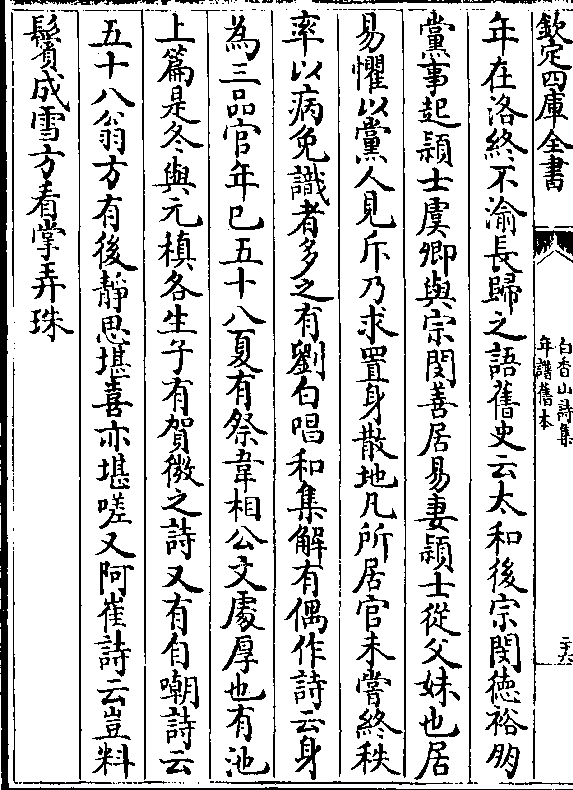 欽定四庫全書
白香山詩集
年譜舊本
年在洛終不渝長歸之語舊史云太和後宗閔德裕朋
黨事起潁士虞卿與宗閔善居易妻潁士從父妹也居
易懼以黨人見斥乃求置身散地凡所居官未嘗終秩
率以病免識者多之有劉白唱和集解有偶作詩云身
為三品官年已五十八夏有祭韋相公文處厚也有池
上篇是冬與元稹各生子有賀微之詩又有自嘲詩云
五十八翁方有後靜思堪喜亦堪嗟又阿崔詩云豈料
鬢成雪方看掌弄珠